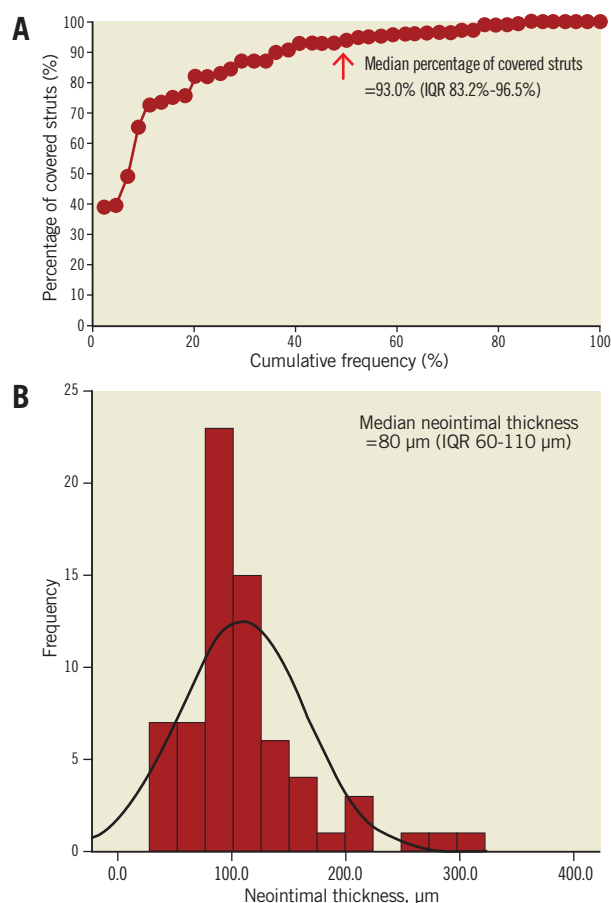 A
100
90
80
70
60
50
40
30
20
10
0
Percentage of covered struts (%)
Median percentage of covered struts
=93.0% (IQR 83.2%-96.5%)
0
20
40
60
80
100
Cumulative frequency (%)
B
25
20
15
10
5
0
Frequency
Median neointimal thickness
=80 µm (IQR 60-110 µm)
0.0
100.0
200.0
300.0
400.0
Neointimal thickness, µm